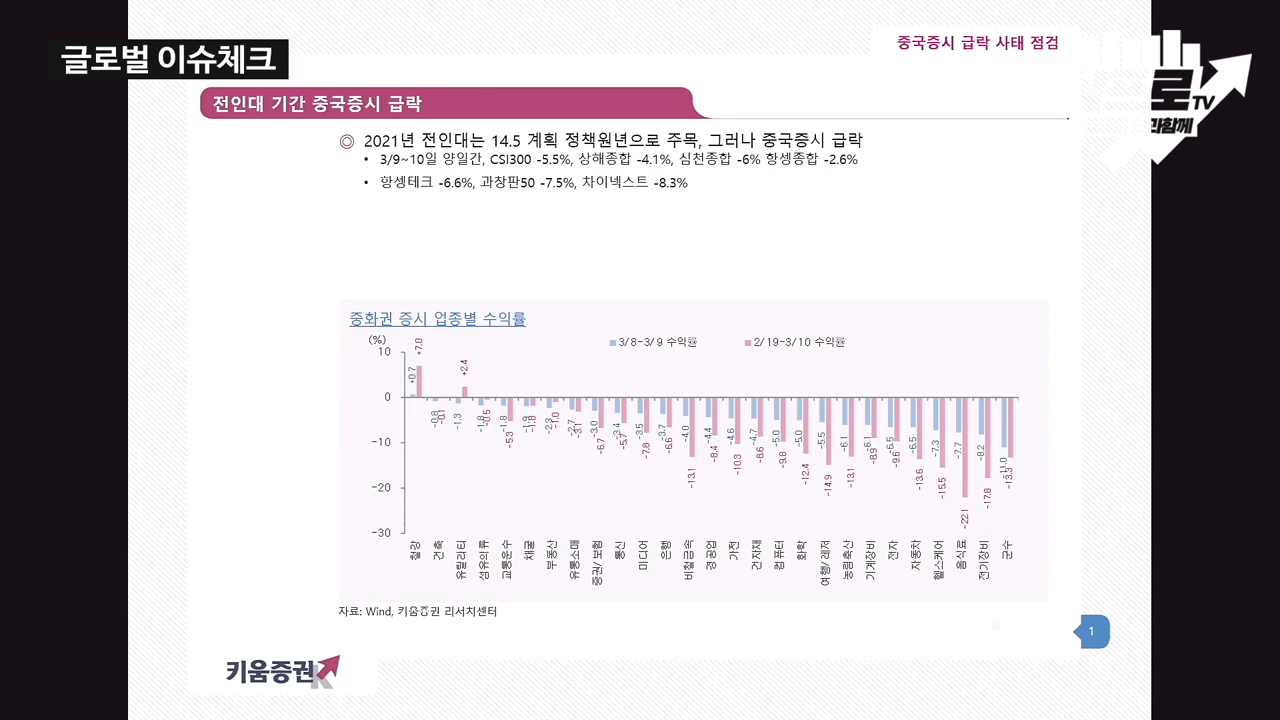 글로벌 이슈체크
중국증시 급락 사태 점검
로TV
라함께
전인대 기간 중국증시 급락
◎ 2021년 전인대는 14.5 계획 정책원년으로 주목, 그러나 중국증시 급락
• 3/9~10일 양일간, CSI300 -5.5%, 상해종합 -4.1%, 심천종합 -6% 항셍종합 -2.6%
• 항셍테크 -6.6%, 과창판50 -7.5%, 차이넥스트 -8.3%
중화권 증시 업종별 수익률
(%)
3/8-3/9 수익률 2/19-3/10 수익률
10
0
-10
-20
-30
+0.7 +7.0 -0.8 -0.1 -1.3 +2.4 -1.8 -0.5 -1.8 -5.3 -1.9 -1.8 -2.3 -1.0 -2.7 -3.1 -3.0 -6.7 -3.4 -5.7 -3.5 -7.8 -3.7 -6.6 -4.0 -13.1 -4.4 -8.4 -4.6 -10.3 -4.7 -8.6 -5.0 -9.8 -5.0 -12.4 -5.5 -14.9 -6.1 -13.1 -6.1 -8.9 -6.5 -9.6 -6.5 -13.6 -7.3 -15.5 -7.7 -22.1 -8.2 -17.8 -11.0 -13.3
철강 건축 유틸리티 섬유의류 교통운수 채굴 부동산 유통소매 증권/보험 통신 미디어 은행 비철금속 경공업 가전 건자재 컴퓨터 화학 여행/레저 농림축산 기계장비 전자 자동차 헬스케어 음식료 전기장비 군수
자료: Wind, 키움증권 리서치센터
1
키움증권